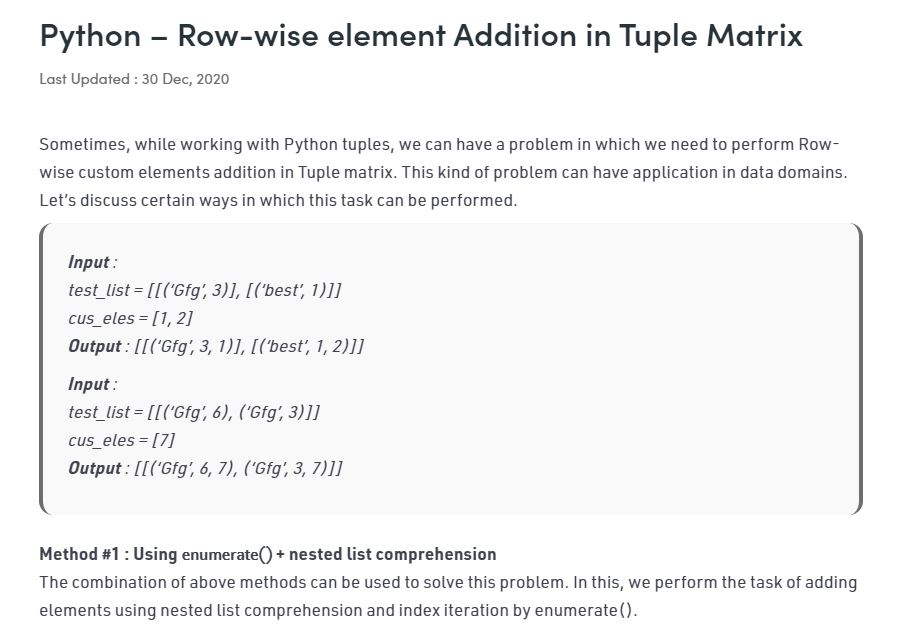 Python – Row-wise element Addition in Tuple Matrix
Last Updated : 30 Dec, 2020
Sometimes, while working with Python tuples, we can have a problem in which we need to perform Row-
wise custom elements addition in Tuple matrix. This kind of problem can have application in data domains.
Let’s discuss certain ways in which this task can be performed.
Input :
test_list = [[(‘Gfg’, 3)], [(‘best’, 1)]]
cus_eles = [1, 2]
Output : [[(‘Gfg’, 3, 1)], [(‘best’, 1, 2)]]
Input :
test_list = [[(‘Gfg’, 6), (‘Gfg’, 3)]]
cus_eles = [7]
Output : [[(‘Gfg’, 6, 7), (‘Gfg’, 3, 7)]]
Method #1 : Using enumerate() + nested list comprehension
The combination of above methods can be used to solve this problem. In this, we perform the task of adding
elements using nested list comprehension and index iteration by enumerate().